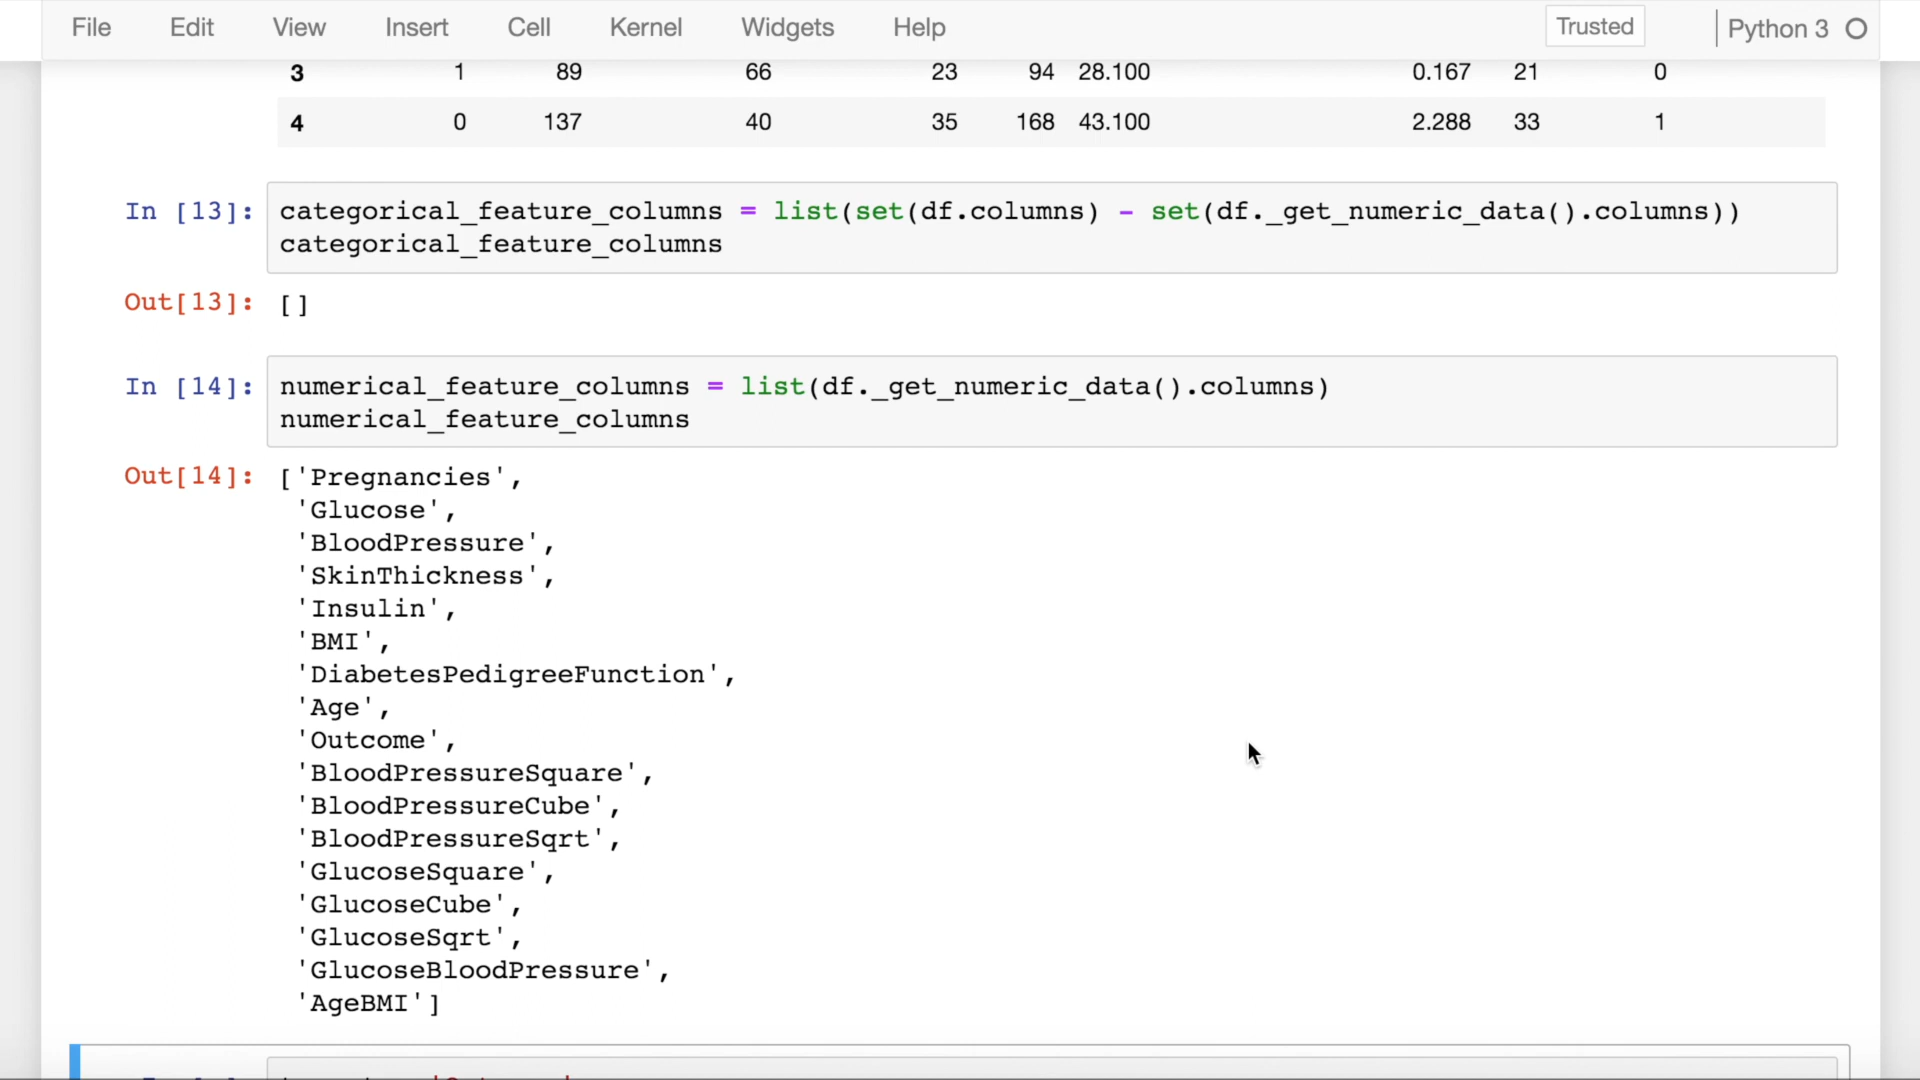 File Edit View Insert Cell Kernel Widgets Help Trusted Python 3
3 1 89 66 23 94 28.100 0.167 21 0
4 0 137 40 35 168 43.100 2.288 33 1
In [13]: categorical_feature_columns = list(set(df.columns) - set(df._get_numeric_data().columns))
categorical_feature_columns
Out[13]: []
In [14]: numerical_feature_columns = list(df._get_numeric_data().columns)
numerical_feature_columns
Out[14]: ['Pregnancies',
'Glucose',
'BloodPressure',
'SkinThickness',
'Insulin',
'BMI',
'DiabetesPedigreeFunction',
'Age',
'Outcome',
'BloodPressureSquare',
'BloodPressureCube',
'BloodPressureSqrt',
'GlucoseSquare',
'GlucoseCube',
'GlucoseSqrt',
'GlucoseBloodPressure',
'AgeBMI']